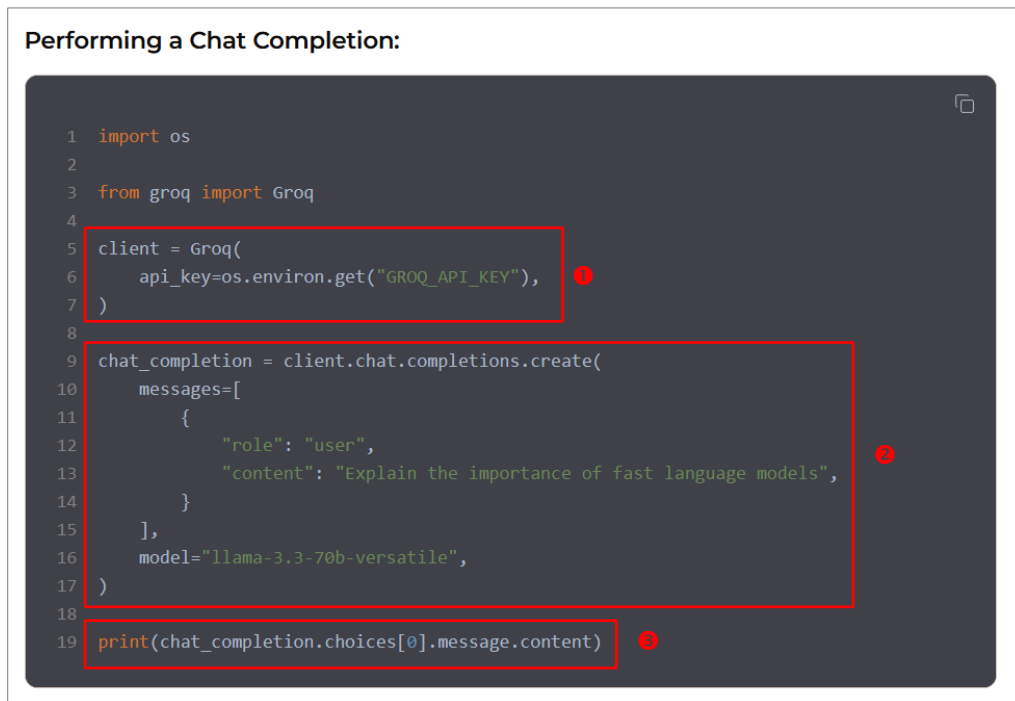 Performing a Chat Completion:
1 import os
2
3 from groq import Groq
4
5 client = Groq(
6     api_key=os.environ.get("GROQ_API_KEY"), ❶
7 )
8
9 chat_completion = client.chat.completions.create(
10     messages=[
11         {
12             "role": "user", ❷
13             "content": "Explain the importance of fast language models",
14         }
15     ],
16     model="llama-3.3-70b-versatile",
17 )
18
19 print(chat_completion.choices[0].message.content) ❸